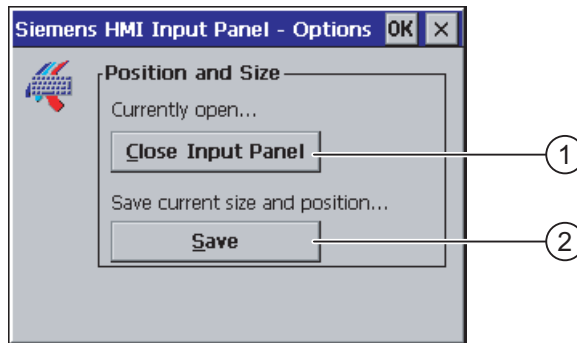 Siemens HMI Input Panel - Options OK ×
Position and Size
Currently open...
Close Input Panel
1
Save current size and position...
Save
2